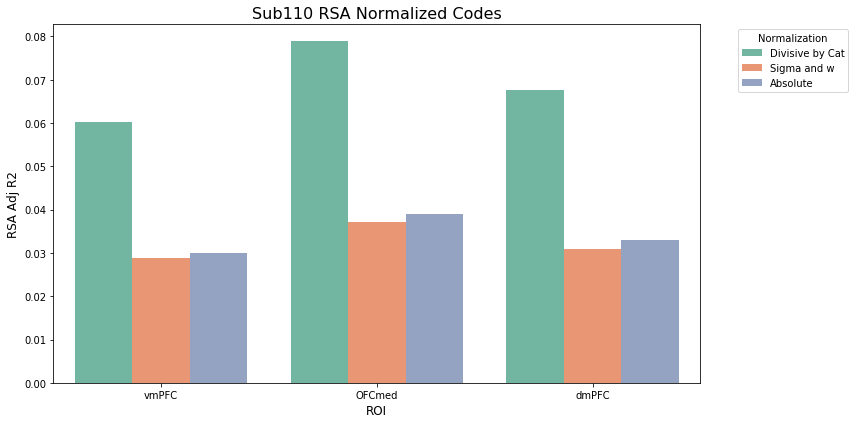 Sub110 RSA Normalized Codes
Normalization
Divisive by Cat
Sigma and w
Absolute
RSA Adj R2
0.08
0.07
0.06
0.05
0.04
0.03
0.02
0.01
0.00
vmPFC
OFCmed
dmPFC
ROI